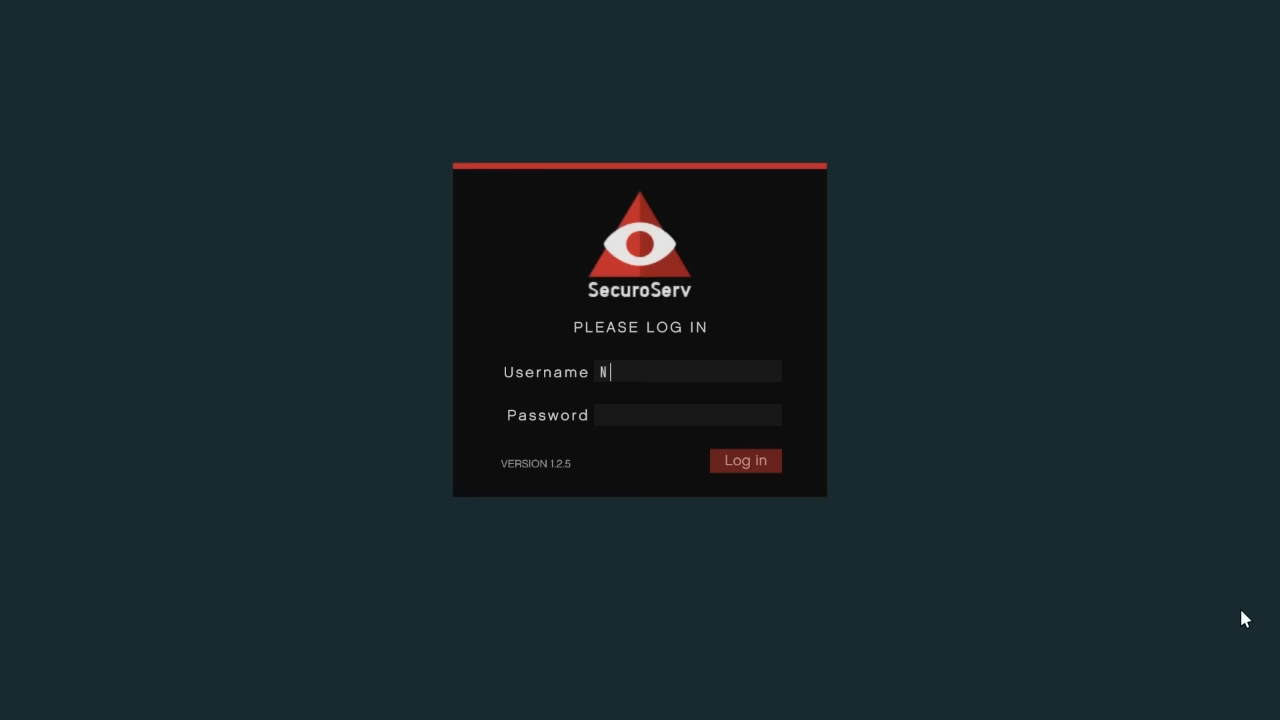 SecuroServ
PLEASE LOG IN
Username N
Password
VERSION 1.2.5 Log in